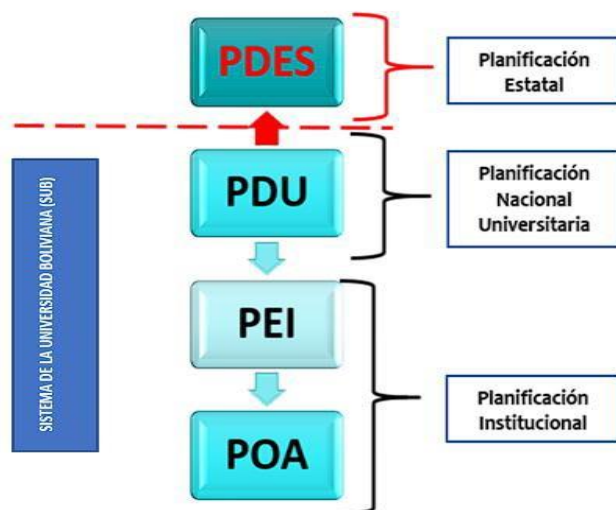 PDES
Planificación
Estatal
SISTEMA DE LA UNIVERSIDAD BOLIVIANA (SUB)
PDU
Planificación
Nacional
Universitaria
PEI
POA
Planificación
Institucional